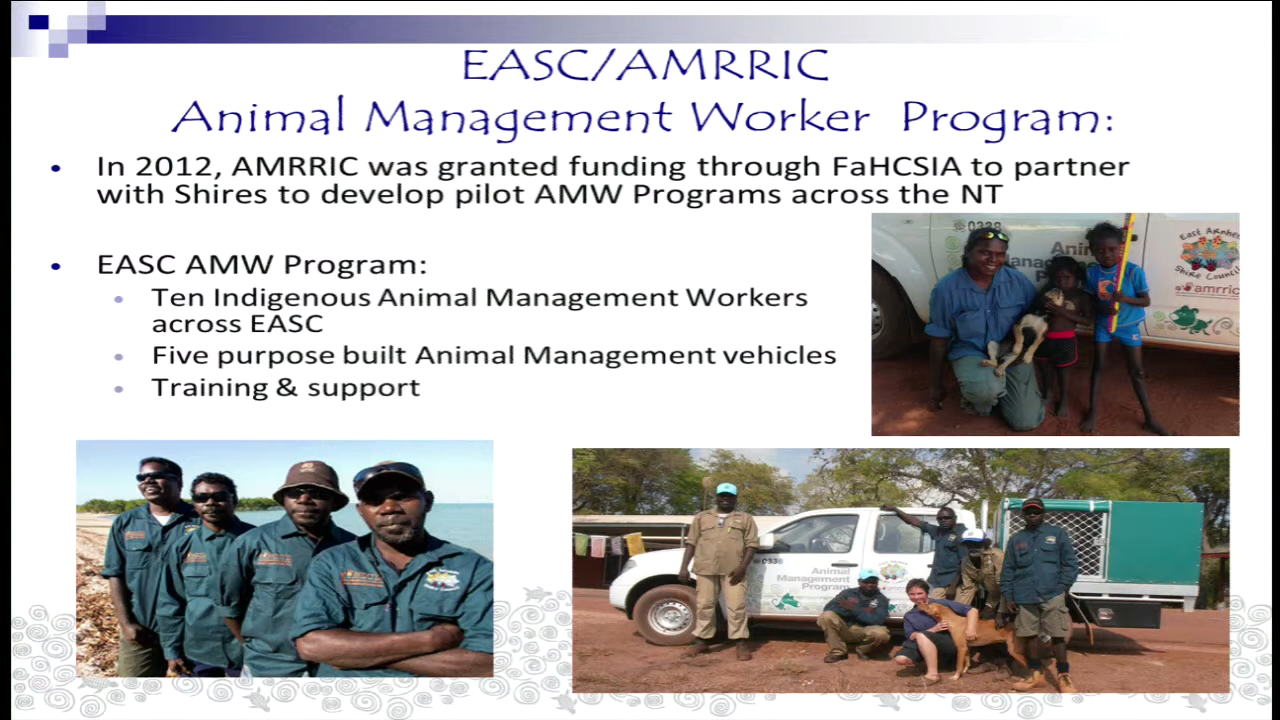 EASC/AMRRIC
Animal Management Worker Program:
• In 2012, AMRRIC was granted funding through FaHCSIA to partner
with Shires to develop pilot AMW Programs across the NT
• EASC AMW Program:
• Ten Indigenous Animal Management Workers
across EASC
• Five purpose built Animal Management vehicles
• Training & support
East Arnhem
Shire Council
amrric
Animal
Management
Program